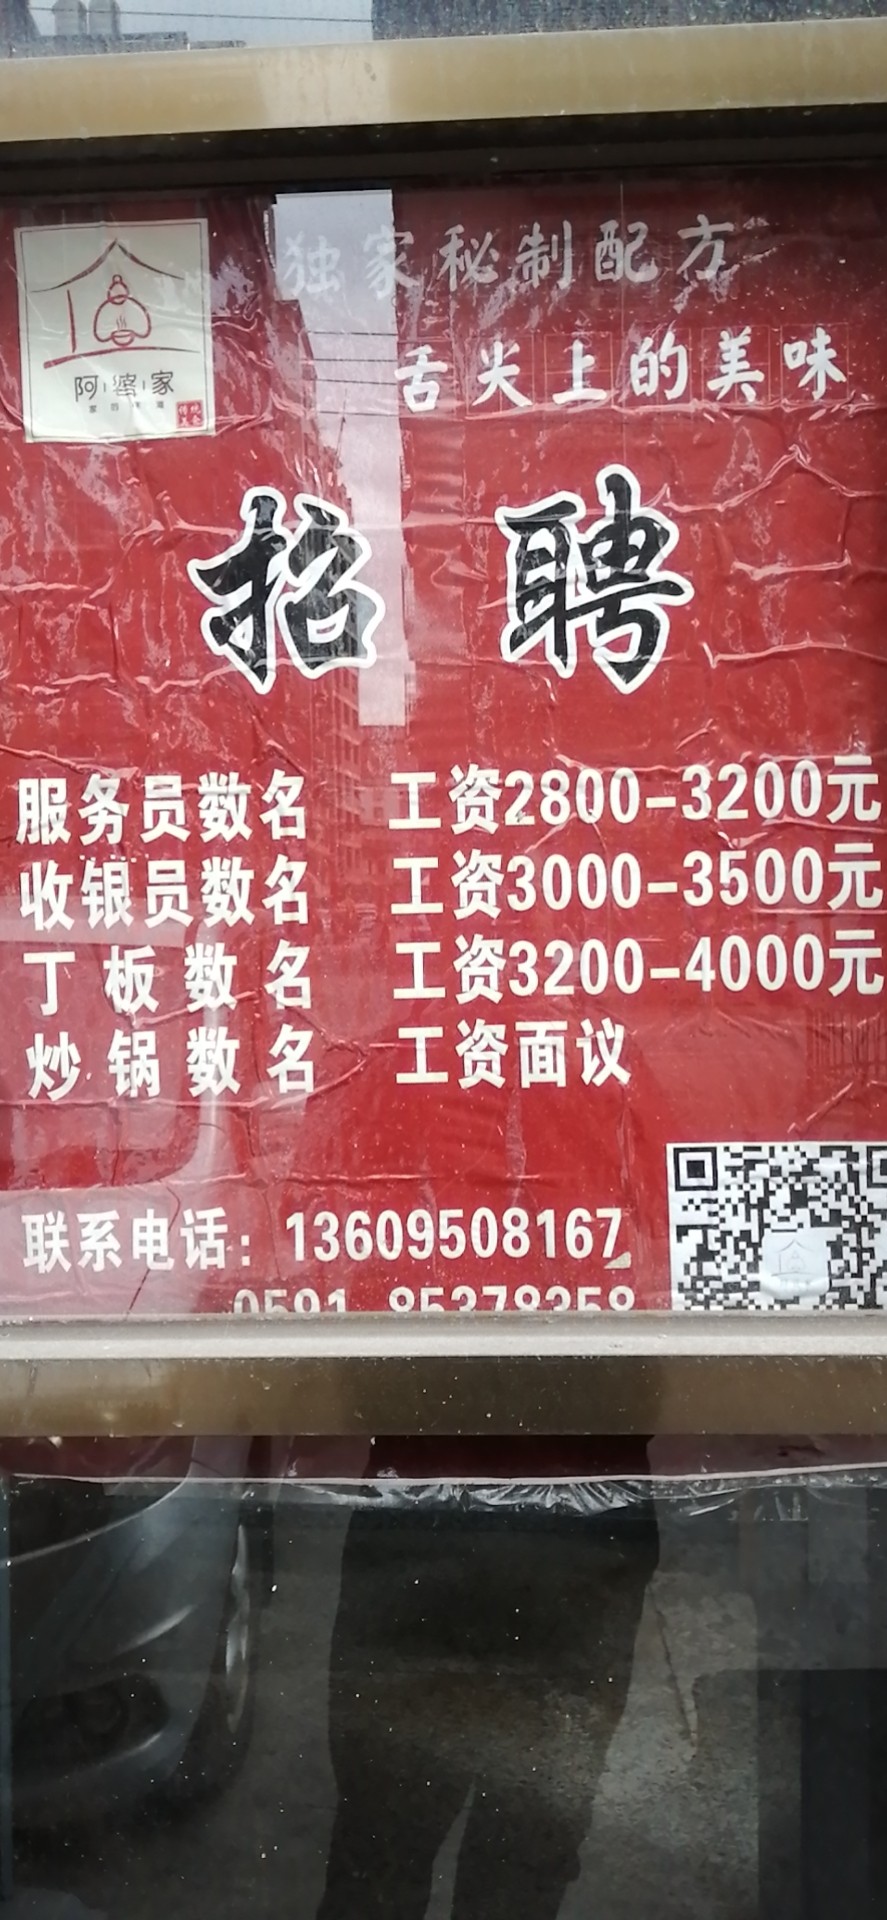 独家秘制配方
舌尖上的美味
阿婆家
招聘
服务员数名 工资2800-3200元
收银员数名 工资3000-3500元
丁板数名 工资3200-4000元
炒锅数名 工资面议
联系电话：13609508167
0591 85378358